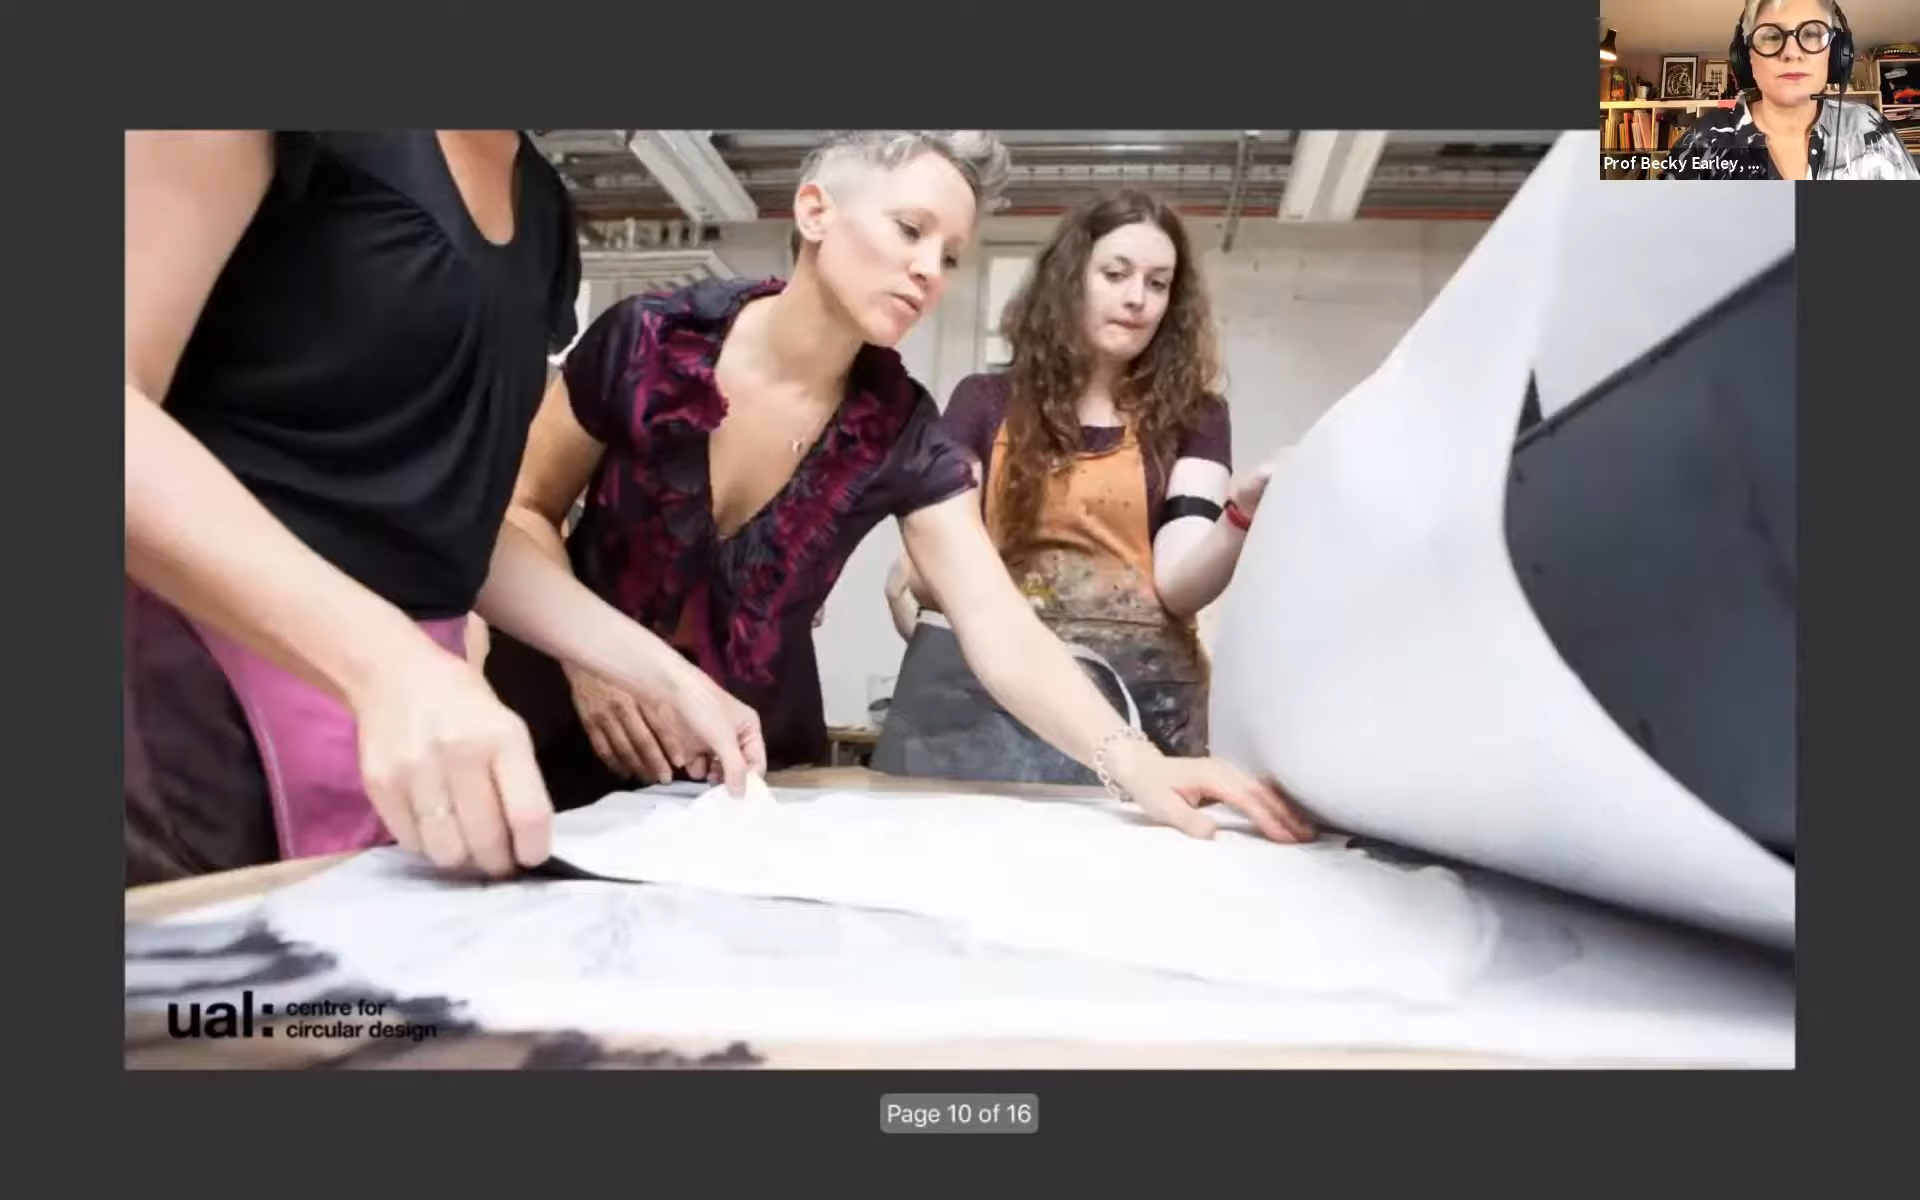 Prof Becky Earley, ...
ual:
centre for
circular design
Page 10 of 16